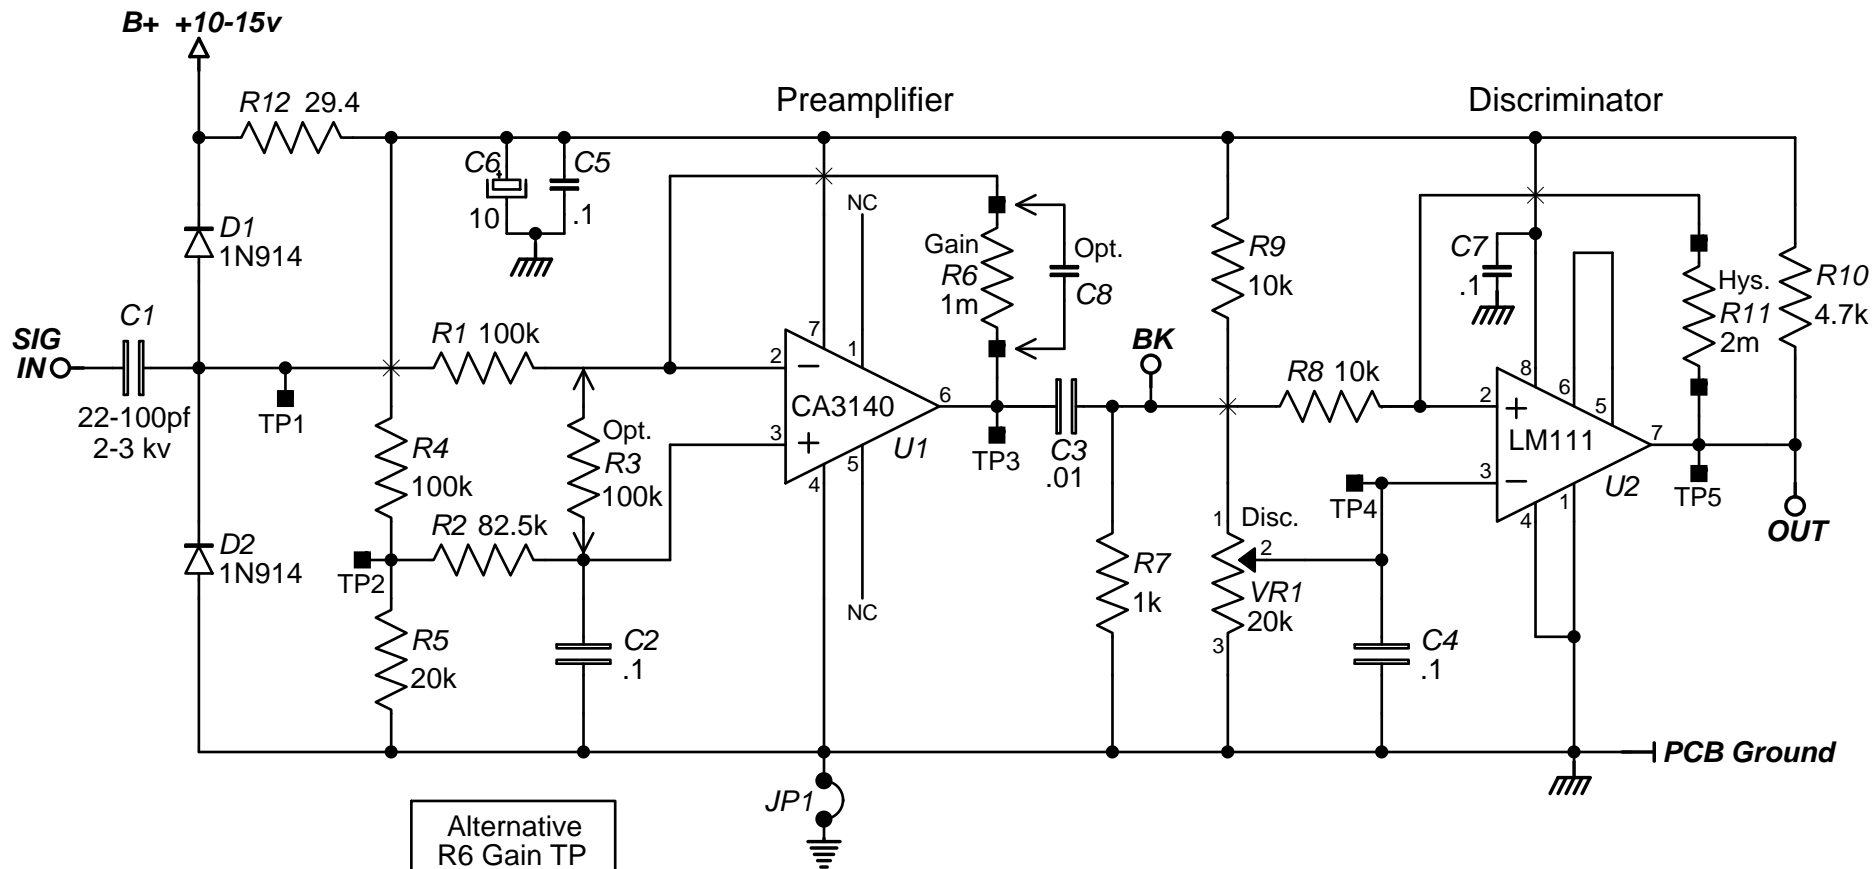 B+ +10-15v
R12 29.4
Preamplifier
Discriminator
C6
+
10
C5
.1
NC
D1
1N914
Gain
R6
1m
Opt.
C8
R9
10k
C7
.1
Hys.
R11
2m
R10
4.7k
SIG
IN
C1
22-100pf
2-3 kv
TP1
R1 100k
7
1
2
−
CA3140
3
+
5
4
6
U1
TP3
C3
.01
BK
R8 10k
8
6
5
2
+
LM111
3
−
7
4
1
U2
TP5
OUT
R4
100k
Opt.
R3
100k
R2 82.5k
TP2
D2
1N914
R5
20k
C2
.1
NC
R7
1k
TP4
1
Disc.
2
VR1
20k
3
C4
.1
PCB Ground
JP1
Alternative
R6 Gain TP